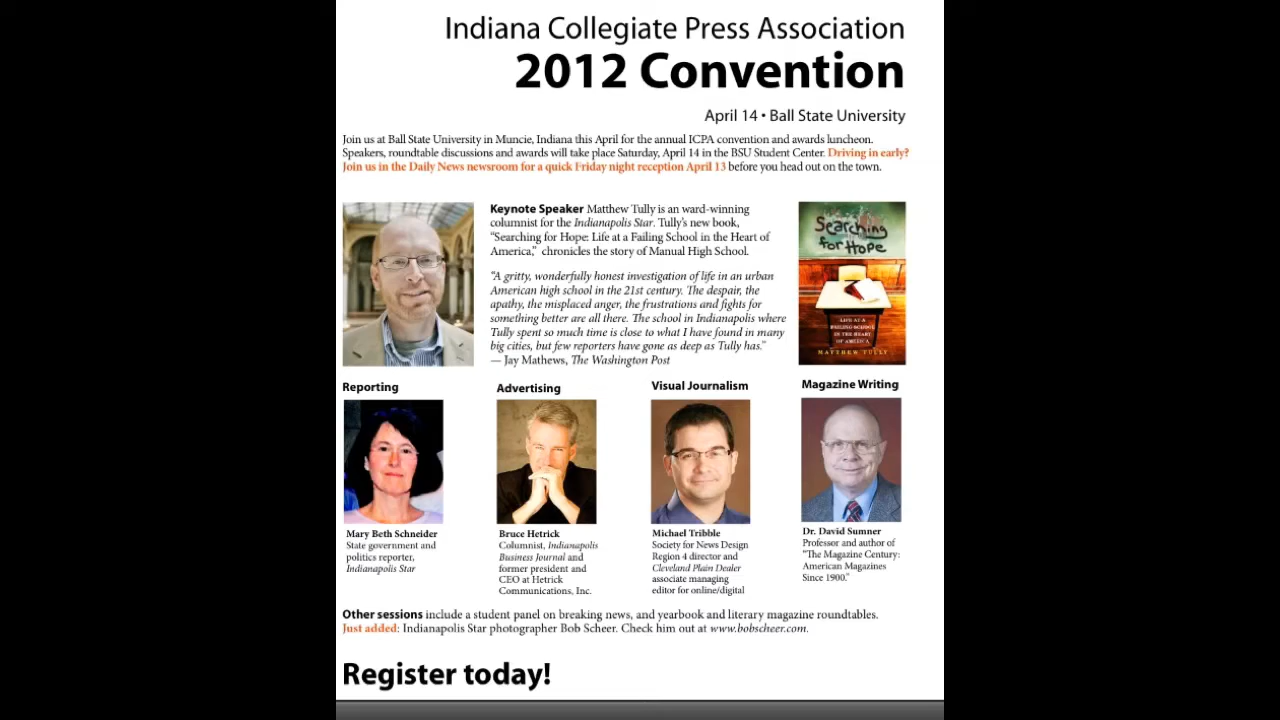 Indiana Collegiate Press Association
2012 Convention
April 14 • Ball State University
Join us at Ball State University in Muncie, Indiana this April for the annual ICPA convention and awards luncheon.
Speakers, roundtable discussions and awards will take place Saturday, April 14 in the BSU Student Center. Driving in early?
Join us in the Daily News newsroom for a quick Friday night reception April 13 before you head out on the town.
Keynote Speaker Matthew Tully is an ward-winning
columnist for the Indianapolis Star. Tully's new book,
"Searching for Hope: Life at a Failing School in the Heart of
America," chronicles the story of Manual High School.
"A gritty, wonderfully honest investigation of life in an urban
American high school in the 21st century. The despair, the
apathy, the misplaced anger, the frustrations and fights for
something better are all there. The school in Indianapolis where
Tully spent so much time is close to what I have found in many
big cities, but few reporters have gone as deep as Tully has."
— Jay Mathews, The Washington Post
Searching
for Hope
LIFE AT A
FAILING SCHOOL
IN THE HEART
OF AMERICA
MATTHEW TULLY
Reporting
Mary Beth Schneider
State government and
politics reporter,
Indianapolis Star
Advertising
Bruce Hetrick
Columnist, Indianapolis
Business Journal and
former president and
CEO at Hetrick
Communications, Inc.
Visual Journalism
Michael Tribble
Society for News Design
Region 4 director and
Cleveland Plain Dealer
associate managing
editor for online/digital
Magazine Writing
Dr. David Sumner
Professor and author of
"The Magazine Century:
American Magazines
Since 1900."
Other sessions include a student panel on breaking news, and yearbook and literary magazine roundtables.
Just added: Indianapolis Star photographer Bob Scheer. Check him out at www.bobscheer.com.
Register today!